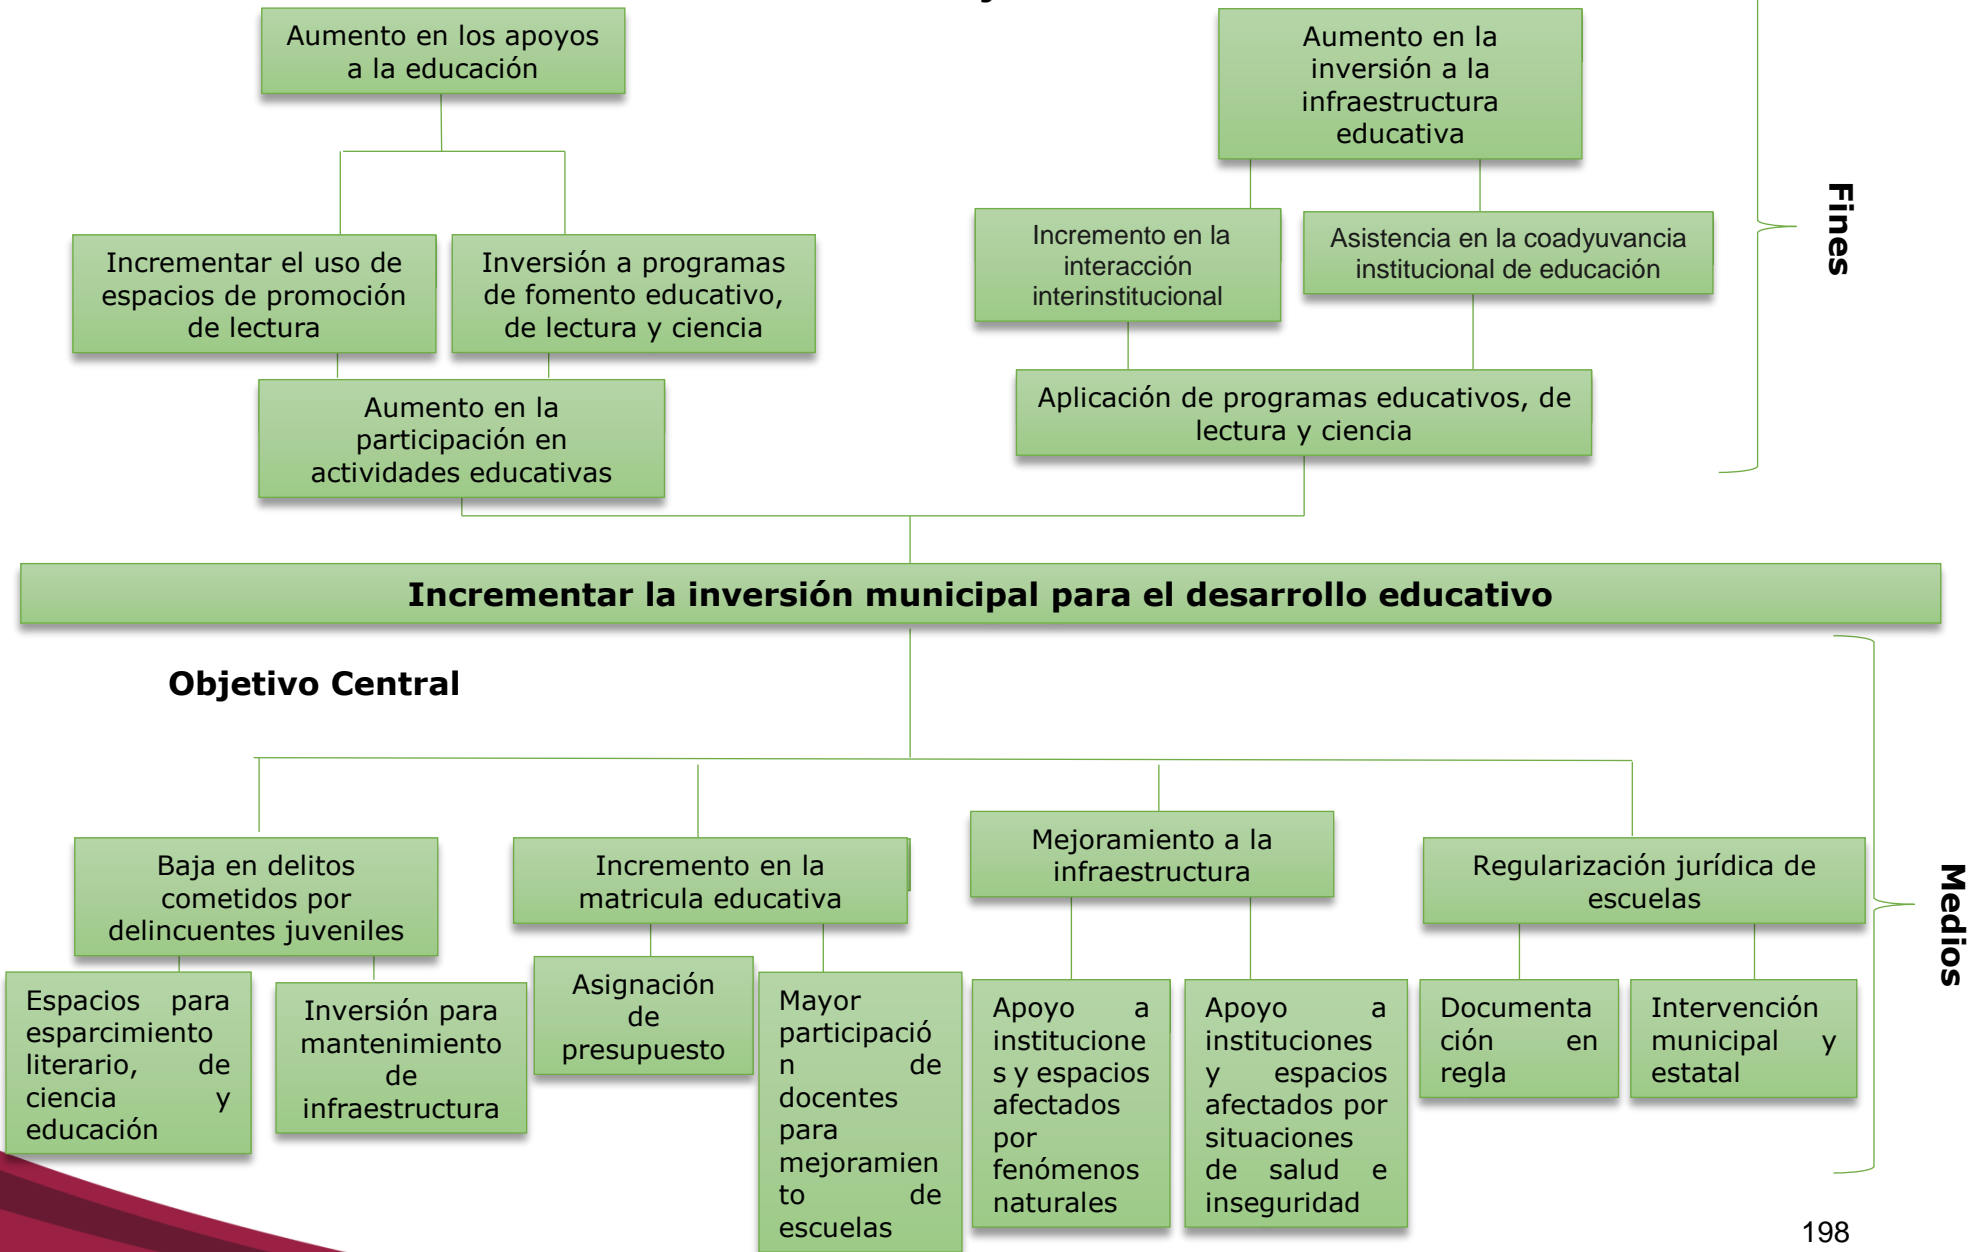 Aumento en los apoyos
a la educación
Aumento en la
inversión a la
infraestructura
educativa
Fines
Incrementar el uso de
espacios de promoción
de lectura
Inversión a programas
de fomento educativo,
de lectura y ciencia
Incremento en la
interacción
interinstitucional
Asistencia en la coadyuvancia
institucional de educación
Aumento en la
participación en
actividades educativas
Aplicación de programas educativos, de
lectura y ciencia
Incrementar la inversión municipal para el desarrollo educativo
Objetivo Central
Baja en delitos
cometidos por
delincuentes juveniles
Incremento en la
matricula educativa
Mejoramiento a la
infraestructura
Regularización jurídica de
escuelas
Medios
Espacios para
esparcimiento
literario, de
ciencia y
educación
Inversión para
mantenimiento
de
infraestructura
Asignación
de
presupuesto
Mayor
participació
n de
docentes
para
mejoramien
to de
escuelas
Apoyo a
institucione
s y espacios
afectados
por
fenómenos
naturales
Apoyo a
instituciones
y espacios
afectados por
situaciones
de salud e
inseguridad
Documenta
ción en
regla
Intervención
municipal y
estatal
198